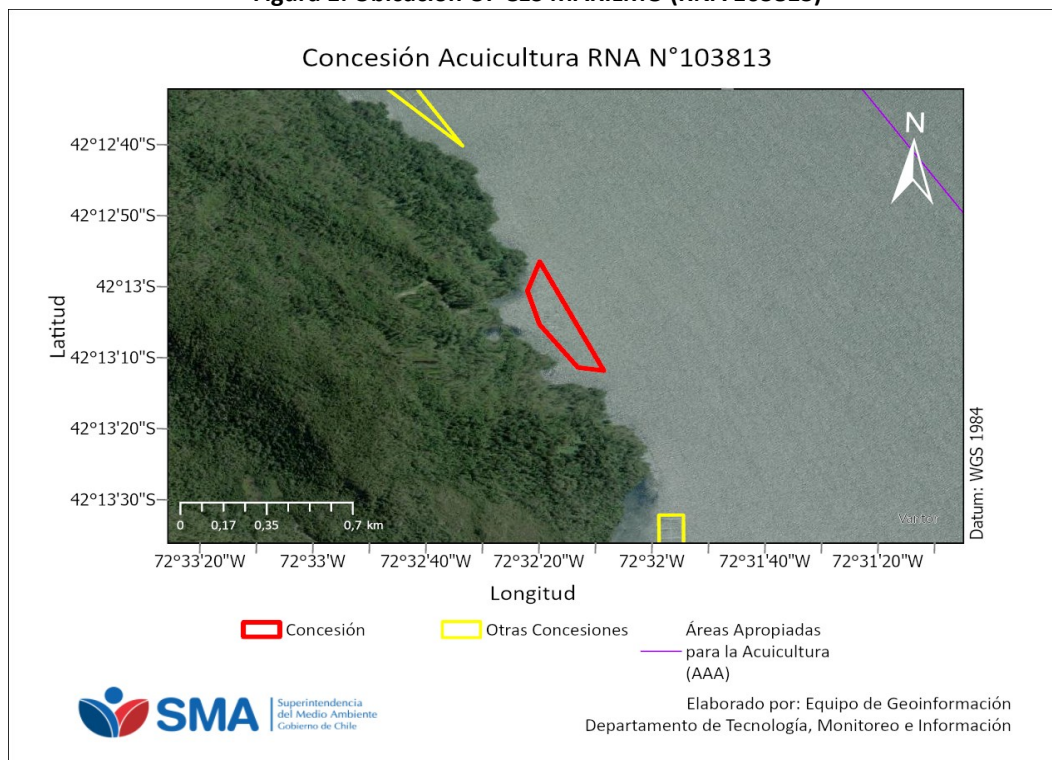 Concesión Acuicultura RNA N°103813
N
42°12'40"S
42°12'50"S
42°13'S
42°13'10"S
42°13'20"S
42°13'30"S
Latitud
0 0,17 0,35 0,7 km
Datum: WGS 1984
72°33'20"W 72°33'W 72°32'40"W 72°32'20"W 72°32'W 72°31'40"W 72°31'20"W
Longitud
Concesión
Otras Concesiones
Áreas Apropiadas
para la Acuicultura
(AAA)
SMA
Superintendencia
del Medio Ambiente
Gobierno de Chile
Elaborado por: Equipo de Geoinformación
Departamento de Tecnología, Monitoreo e Información